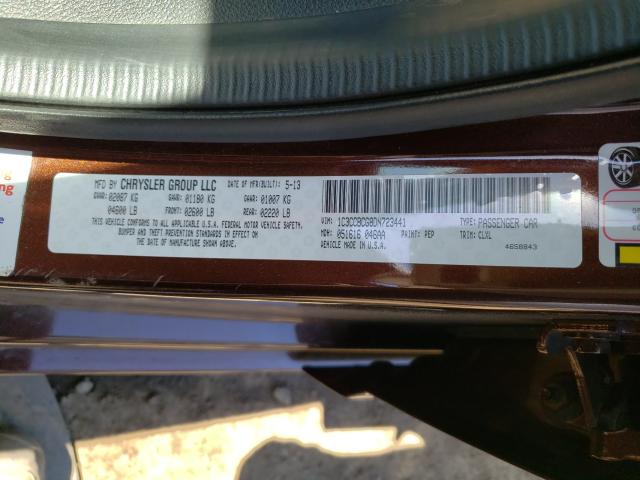 ng
MFD BY CHRYSLER GROUP LLC DATE OF MFR(BUILT): 5-13
GVWR: 02087 KG GAWR: 01180 KG GAWR: 01007 KG
04600 LB FRONT: 02600 LB REAR: 02220 LB
THIS VEHICLE CONFORMS TO ALL APPLICABLE U.S.A. FEDERAL MOTOR VEHICLE SAFETY,
BUMPER AND THEFT PREVENTION STANDARDS IN EFFECT ON
THE DATE OF MANUFACTURE SHOWN ABOVE.
VIN: 1C3CCBCG8DN723441 TYPE: PASSENGER CAR
MDH: 051616 048AA PAINT: PEP TRIM: CLXL
VEHICLE MADE IN U.S.A. 4658843